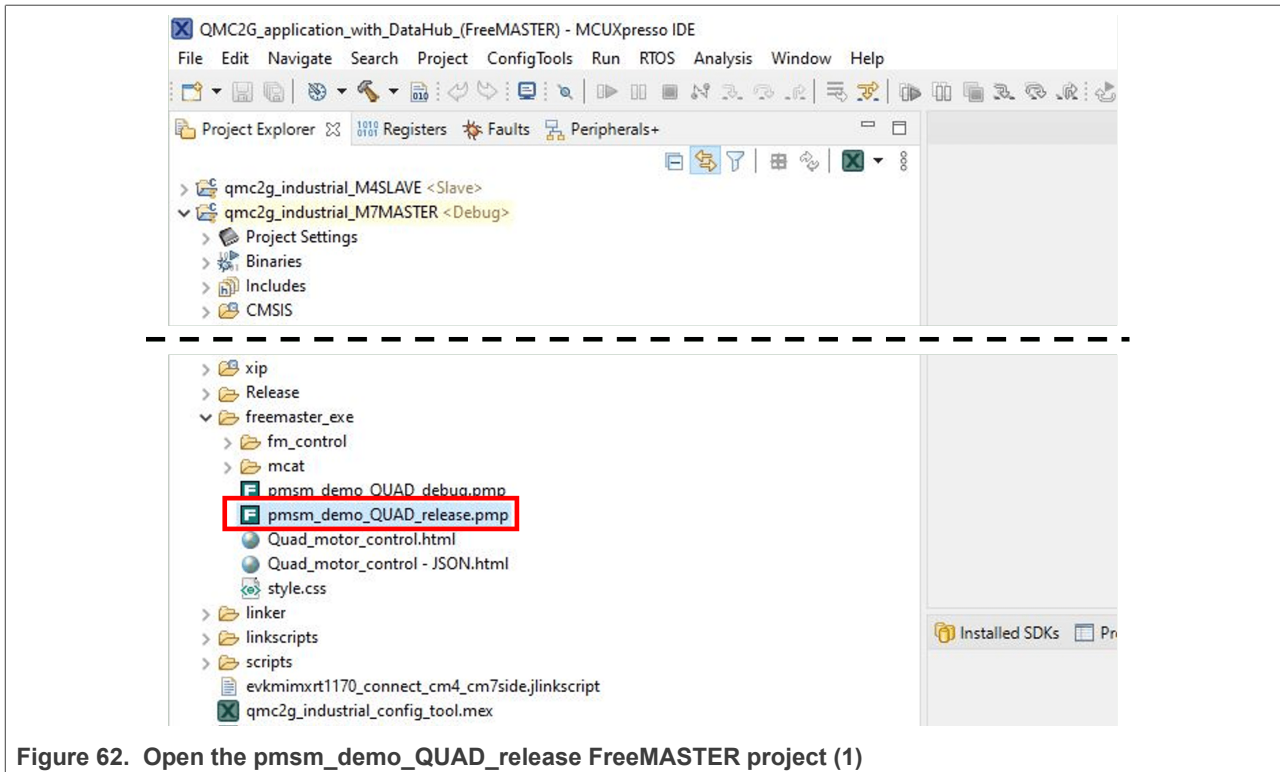 QMC2G_application_with_DataHub_(FreeMASTER) - MCUXpresso IDE
File Edit Navigate Search Project ConfigTools Run RTOS Analysis Window Help
Project Explorer Registers Faults Peripherals+
qmc2g_industrial_M4SLAVE <Slave>
qmc2g_industrial_M7MASTER <Debug>
Project Settings
Binaries
Includes
CMSIS
xip
Release
freemaster_exe
fm_control
mcat
pmsm_demo_QUAD_debug.pmp
pmsm_demo_QUAD_release.pmp
Quad_motor_control.html
Quad_motor_control - JSON.html
style.css
linker
linkscripts
scripts
evkmimxrt1170_connect_cm4_cm7side.jlinkscript
qmc2g_industrial_config_tool.mex
Installed SDKs Pr
Figure 62. Open the pmsm_demo_QUAD_release FreeMASTER project (1)